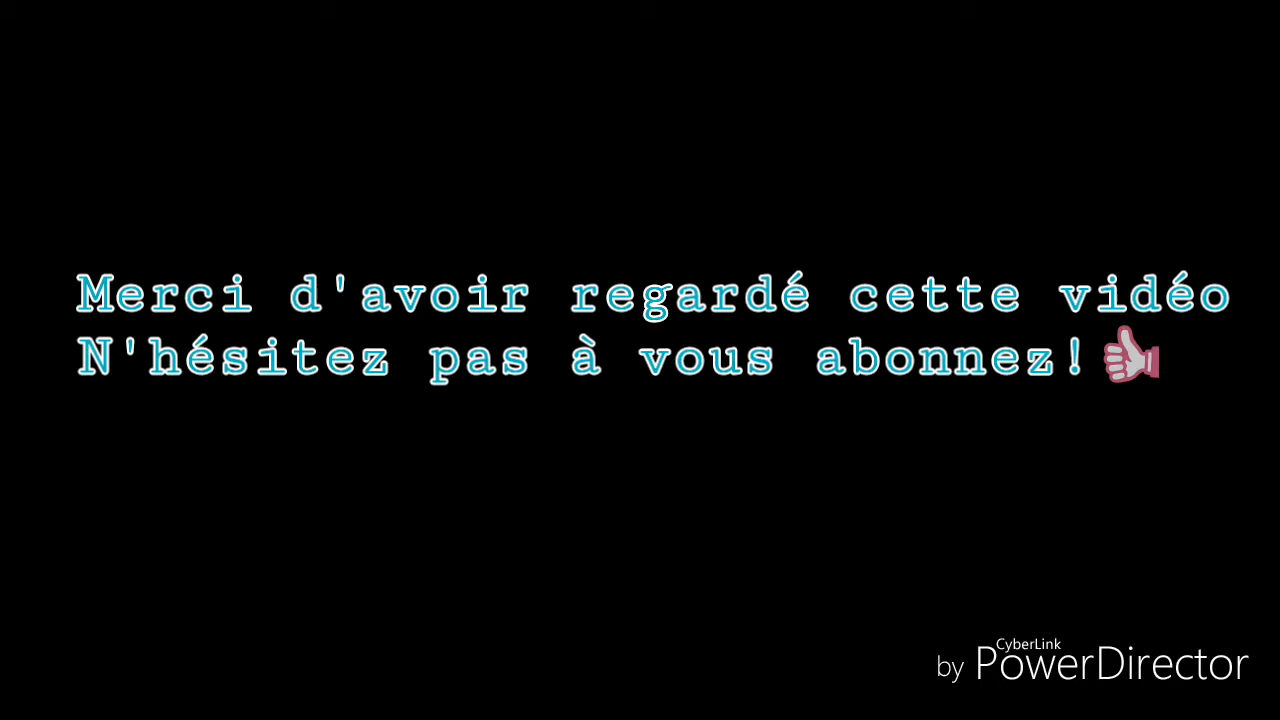 Merci d'avoir regardé cette vidéo
N'hésitez pas à vous abonnez!👍
CyberLink
by PowerDirector